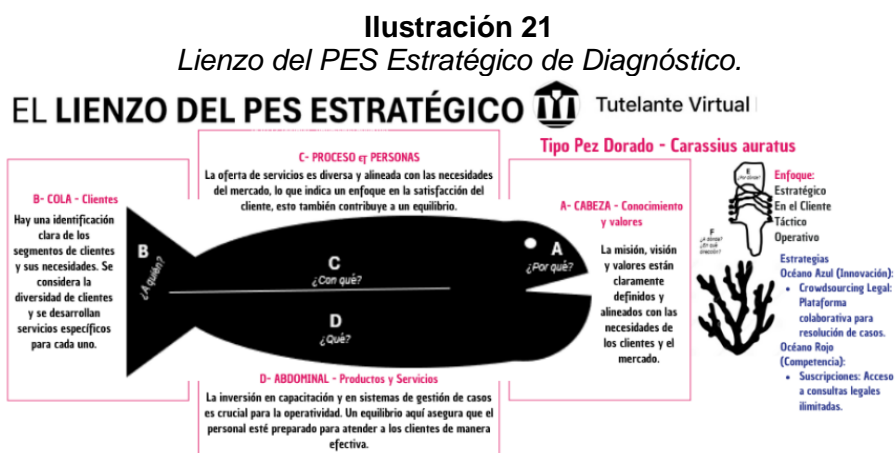 Ilustración 21
Lienzo del PES Estratégico de Diagnóstico.
EL LIENZO DEL PES ESTRATÉGICO
Tutelante Virtual
Tipo Pez Dorado - Carassius auratus
B- COLA - Clientes
Hay una identificación
clara de los
segmentos de clientes
y sus necesidades. Se
considera la
diversidad de clientes
y se desarrollan
servicios específicos
para cada uno.
C- PROCESO et PERSONAS
La oferta de servicios es diversa y alineada con las necesidades
del mercado, lo que indica un enfoque en la satisfacción del
cliente, esto también contribuye a un equilibrio.
A- CABEZA - Conocimiento
y valores
La misión, visión
y valores están
claramente
definidos y
alineados con las
necesidades de
los clientes y el
mercado.
B
¿A quién?
C
¿Con qué?
D
¿Qué?
A
¿Por qué?
D- ABDOMINAL - Productos y Servicios
La inversión en capacitación y en sistemas de gestión de casos
es crucial para la operatividad. Un equilibrio aquí asegura que el
personal esté preparado para atender a los clientes de manera
efectiva.
E
F
¿A dónde?
Enfoque:
Estratégico
En el Cliente
Táctico
Operativo
Estrategias
Océano Azul (Innovación):
• Crowdsourcing Legal:
Plataforma
colaborativa para
resolución de casos.
Océano Rojo
(Competencia):
• Suscripciones: Acceso
a consultas legales
ilimitadas.